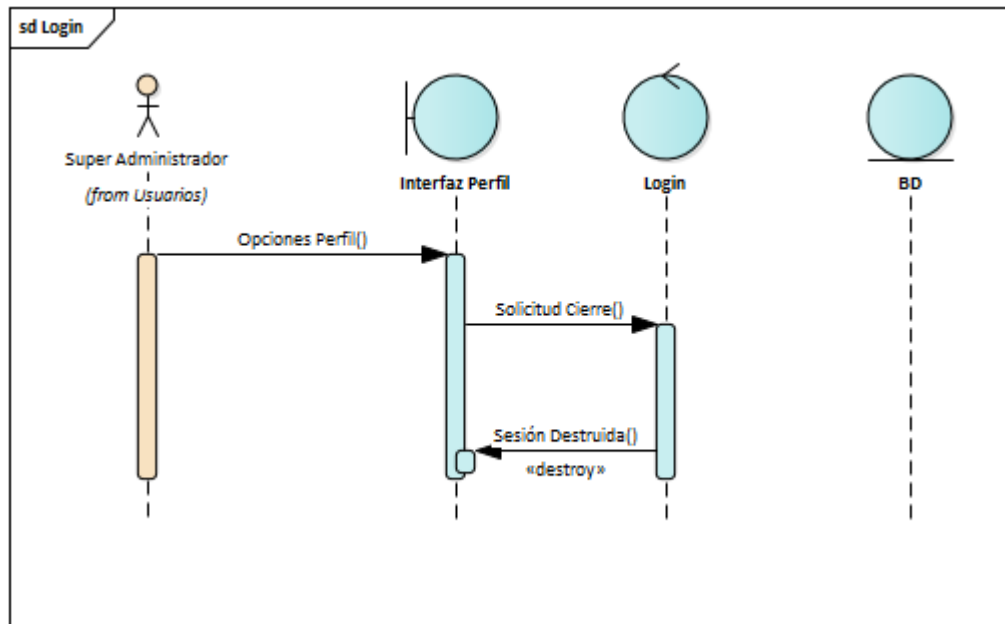 sd Login
Super Administrador
(from Usuarios)
Interfaz Perfil
Login
BD
Opciones Perfil()
Solicitud Cierre()
Sesión Destruida()
«destroy»